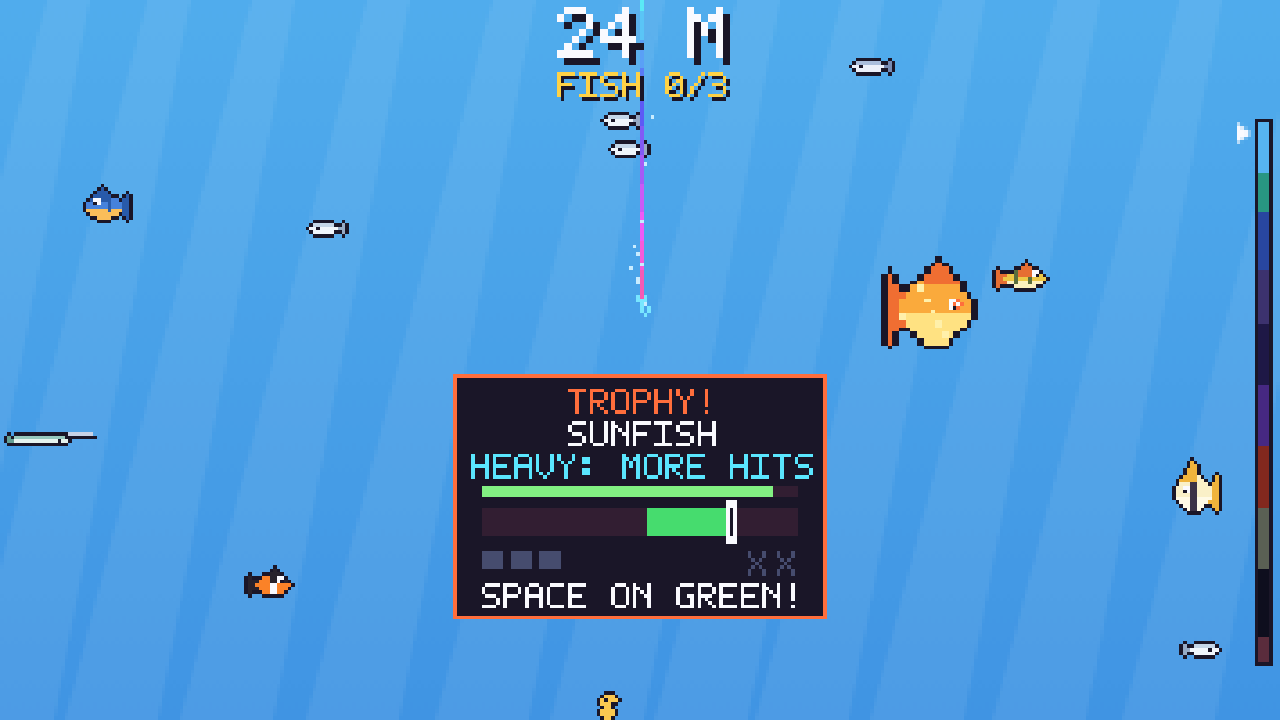 24 M
FISH 0/3
TROPHY!
SUNFISH
HEAVY: MORE HITS
X X
SPACE ON GREEN!